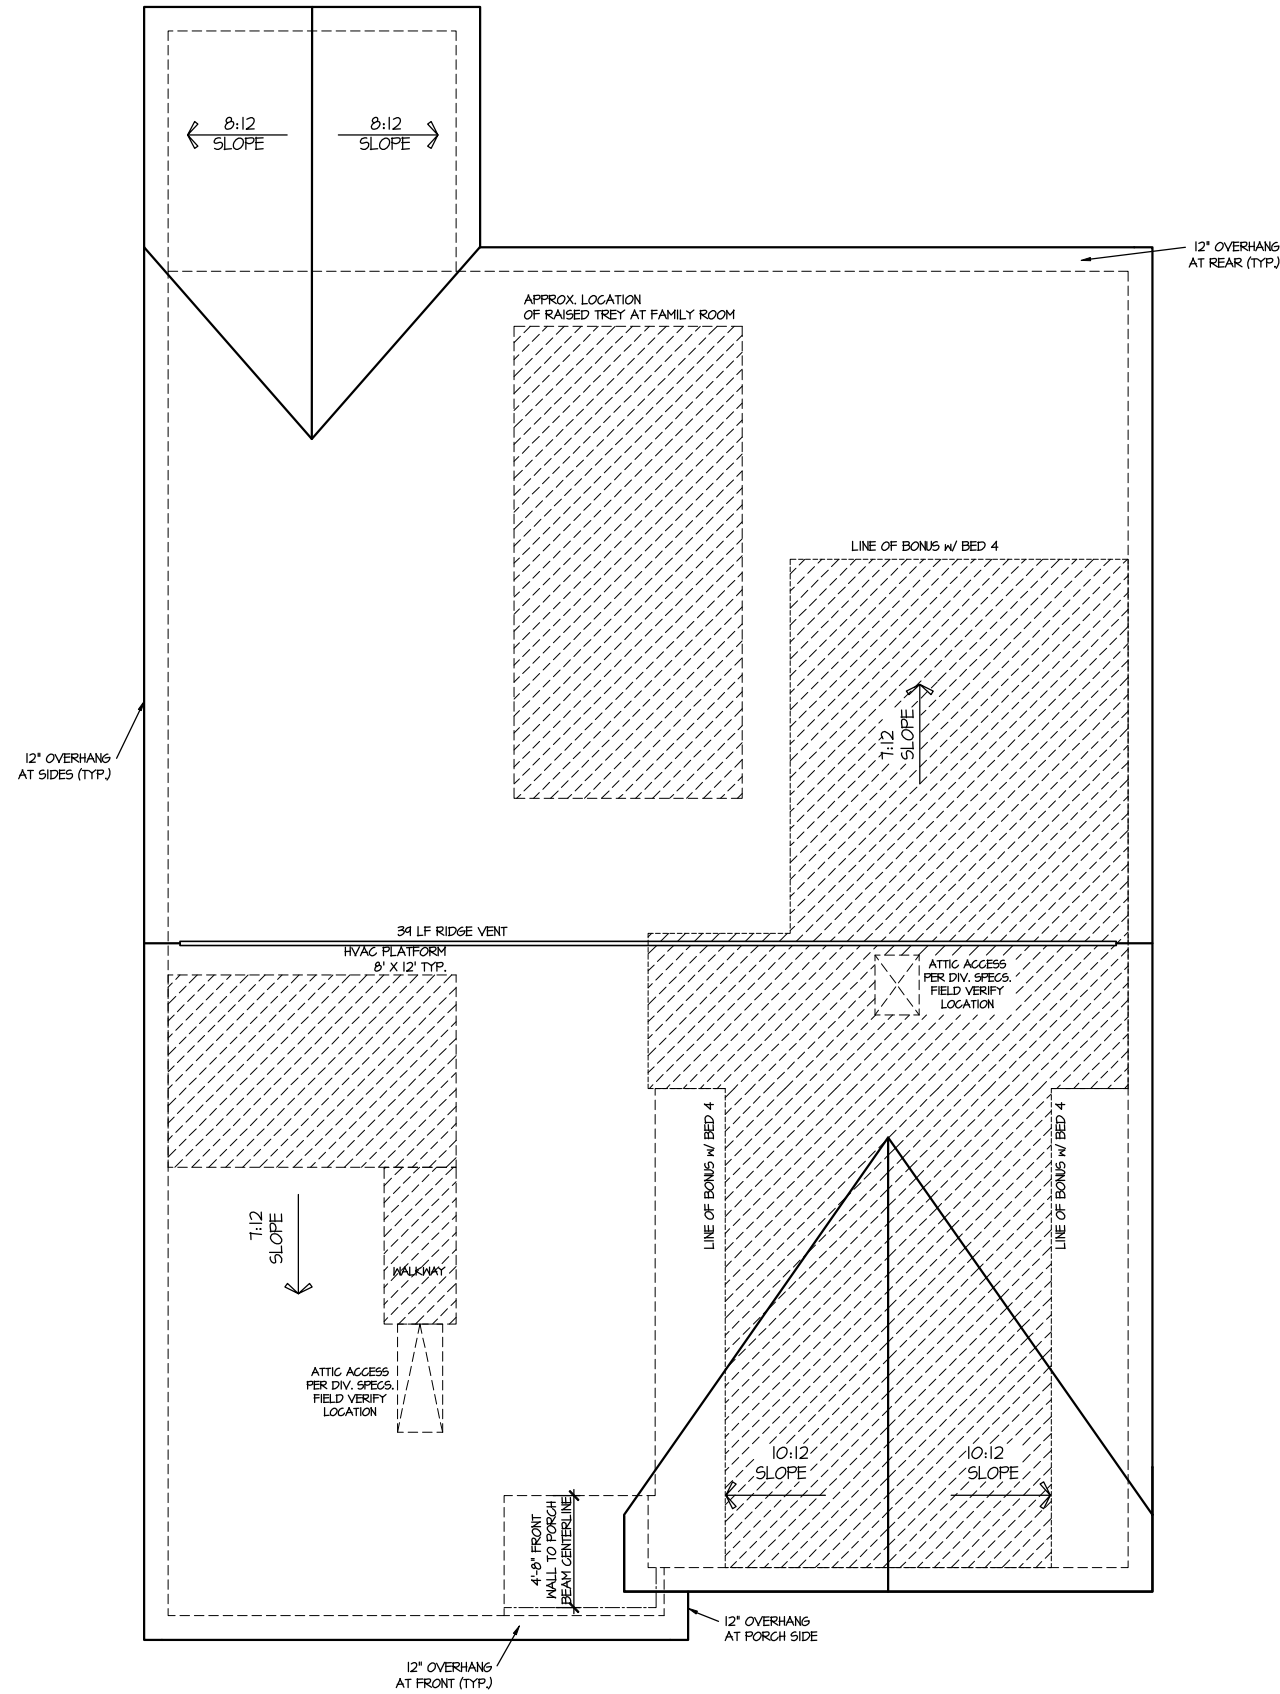 8:12
SLOPE
8:12
SLOPE
12" OVERHANG
AT REAR (TYP.)
APPROX. LOCATION
OF RAISED TREY AT FAMILY ROOM
LINE OF BONUS w/ BED 4
7:12
SLOPE
12" OVERHANG
AT SIDES (TYP.)
39 LF RIDGE VENT
HVAC PLATFORM
8' X 12' TYP.
ATTIC ACCESS
PER DIV. SPECS.
FIELD VERIFY
LOCATION
LINE OF BONUS w/ BED 4
LINE OF BONUS w/ BED 4
7:12
SLOPE
WALKWAY
ATTIC ACCESS
PER DIV. SPECS.
FIELD VERIFY
LOCATION
10:12
SLOPE
10:12
SLOPE
4'-8" FRONT
WALL TO PORCH
BEAM CENTERLINE
12" OVERHANG
AT PORCH SIDE
12" OVERHANG
AT FRONT (TYP.)